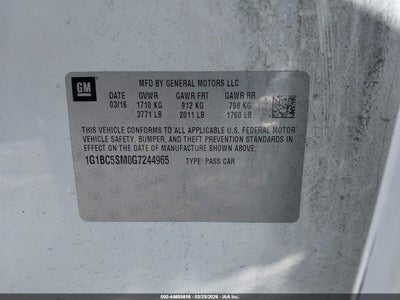 GM
MFD BY GENERAL MOTORS LLC
DATE GVWR GAWR FRT GAWR RR
03/16 1710 KG 912 KG 798 KG
3771 LB 2011 LB 1760 LB
THIS VEHICLE CONFORMS TO ALL APPLICABLE U.S. FEDERAL MOTOR
VEHICLE SAFETY, BUMPER, AND THEFT PREVENTION STANDARDS IN
EFFECT ON THE DATE OF MANUFACTURE SHOWN ABOVE.
1G1BC5SM0G7244965 TYPE: PASS CAR
000-44695816 - 03/23/2026 - IAA, Inc.